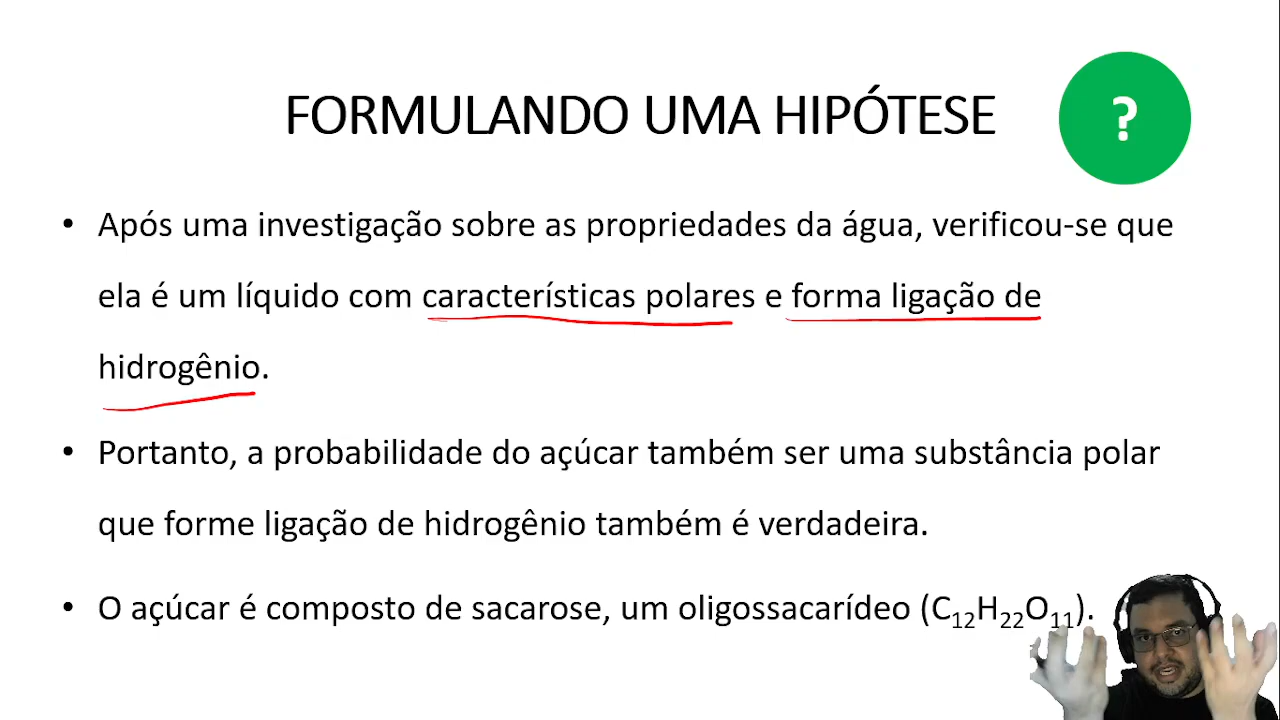 FORMULANDO UMA HIPÓTESE
?
• Após uma investigação sobre as propriedades da água, verificou-se que
ela é um líquido com características polares e forma ligação de
hidrogênio.
• Portanto, a probabilidade do açúcar também ser uma substância polar
que forme ligação de hidrogênio também é verdadeira.
• O açúcar é composto de sacarose, um oligossacarídeo (C₁₂H₂₂O₁₁).